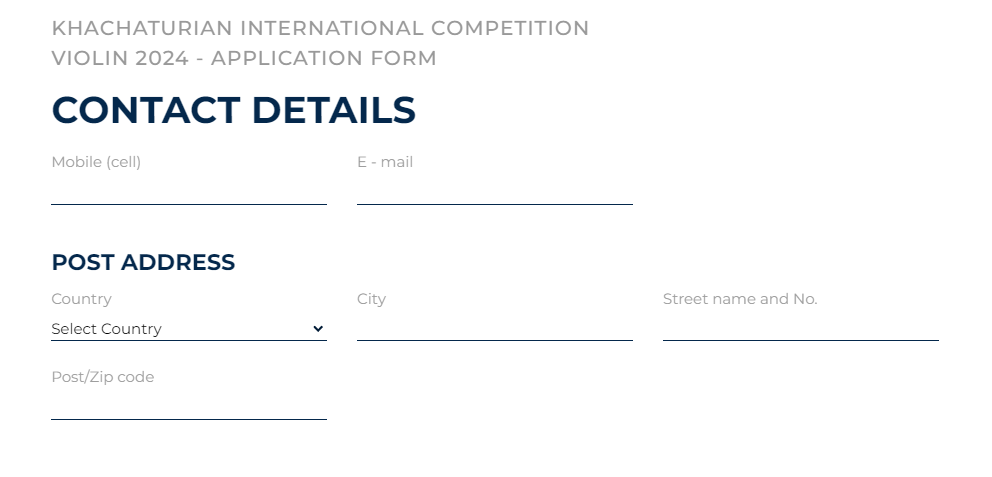 KHACHATURIAN INTERNATIONAL COMPETITION
VIOLIN 2024 - APPLICATION FORM
CONTACT DETAILS
Mobile (cell)
E - mail
POST ADDRESS
Country
City
Street name and No.
Select Country
Post/Zip code